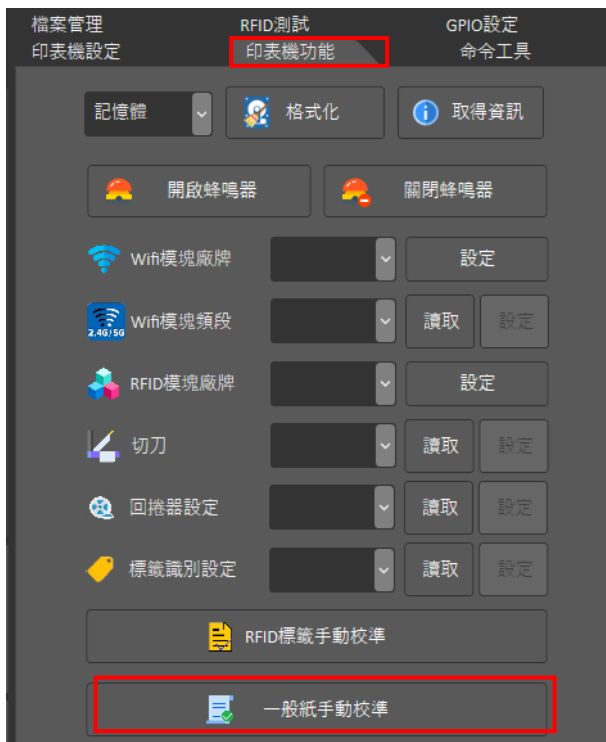 檔案管理 RFID測試 GPIO設定
印表機設定 印表機功能 命令工具
記憶體 格式化 取得資訊
開啟蜂鳴器 關閉蜂鳴器
Wifi模塊廠牌 設定
2.4G/5G Wifi模塊頻段 讀取 設定
RFID模塊廠牌 設定
切刀 讀取 設定
回捲器設定 讀取 設定
標籤識別設定 讀取 設定
RFID標籤手動校準
一般紙手動校準